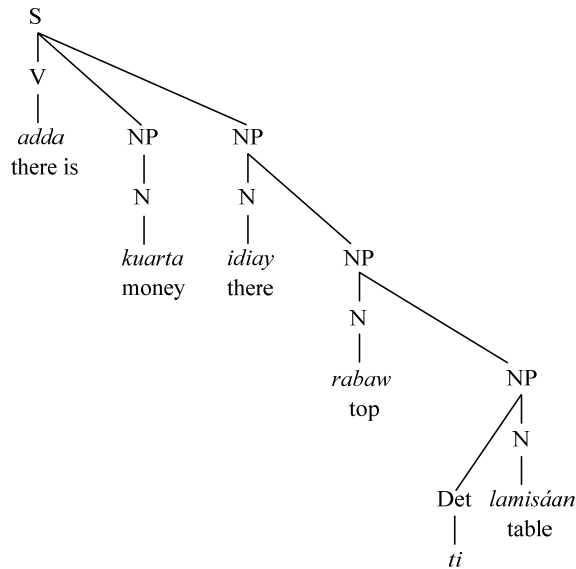 S
V
adda NP NP
there is
N N
kuarta idiay NP
money there
N
rabaw NP
top
N
Det lamisáan
table
ti